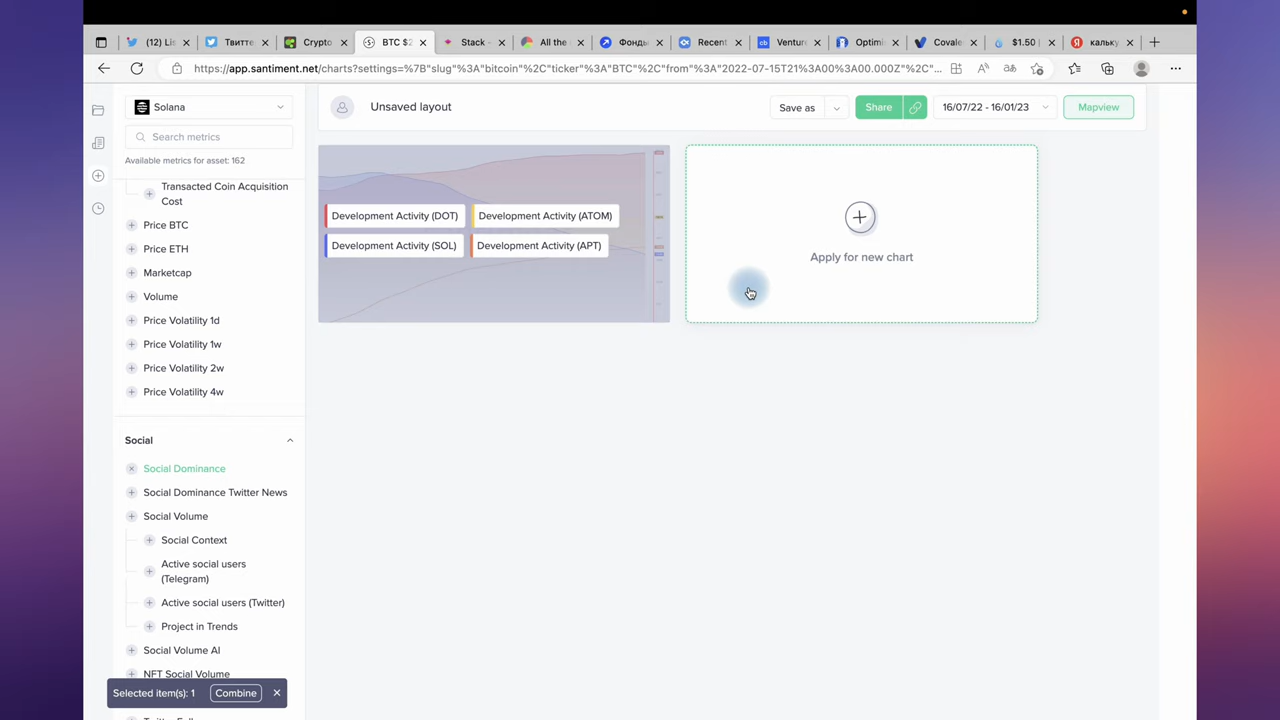 (12) Lis
Твитте
Crypto
BTC $2
Stack -
All the
Фонды
Recent
Ventur
Optimi
Covale
$1.50 |
кальку
https://app.santiment.net/charts?settings=%7B"slug"%3A"bitcoin"%2C"ticker"%3A"BTC"%2C"from"%3A"2022-07-15T21%3A00%3A00.000Z"%2C"...
Solana
Unsaved layout
Save as
Share
16/07/22 - 16/01/23
Mapview
Search metrics
Available metrics for asset: 162
Transacted Coin Acquisition
Cost
Price BTC
Price ETH
Marketcap
Volume
Price Volatility 1d
Price Volatility 1w
Price Volatility 2w
Price Volatility 4w
Social
Social Dominance
Social Dominance Twitter News
Social Volume
Social Context
Active social users
(Telegram)
Active social users (Twitter)
Project in Trends
Social Volume AI
NFT Social Volume
Selected item(s): 1
Combine
Development Activity (DOT)
Development Activity (ATOM)
Development Activity (SOL)
Development Activity (APT)
Apply for new chart